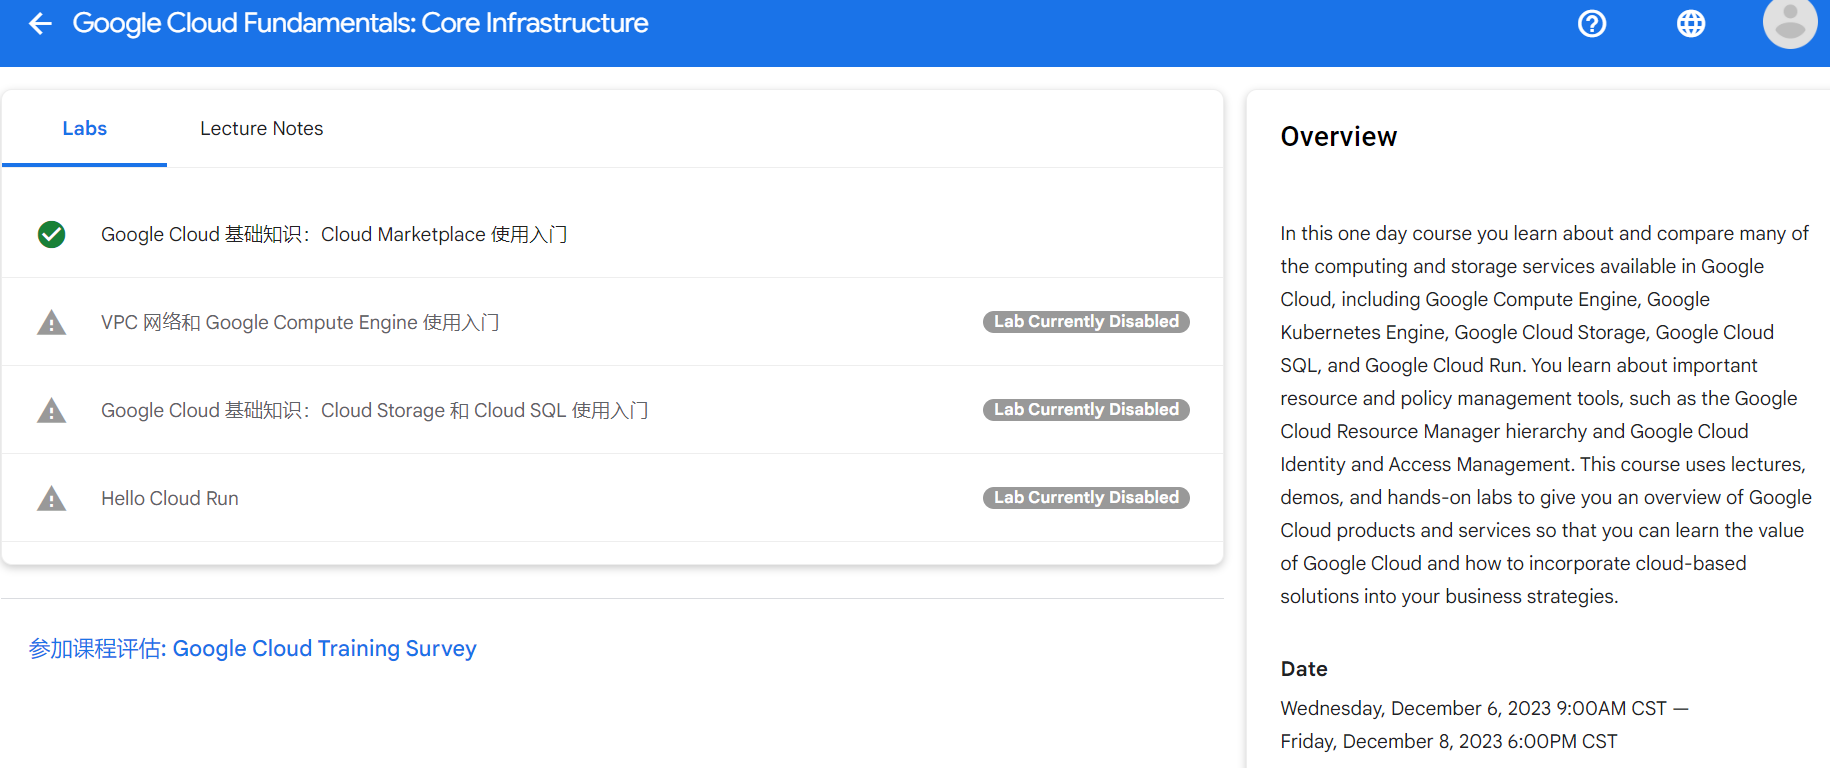 Google Cloud Fundamentals: Core Infrastructure
Labs
Lecture Notes
Google Cloud 基础知识：Cloud Marketplace 使用入门
VPC 网络和 Google Compute Engine 使用入门
Lab Currently Disabled
Google Cloud 基础知识：Cloud Storage 和 Cloud SQL 使用入门
Lab Currently Disabled
Hello Cloud Run
Lab Currently Disabled
参加课程评估: Google Cloud Training Survey
Overview
In this one day course you learn about and compare many of
the computing and storage services available in Google
Cloud, including Google Compute Engine, Google
Kubernetes Engine, Google Cloud Storage, Google Cloud
SQL, and Google Cloud Run. You learn about important
resource and policy management tools, such as the Google
Cloud Resource Manager hierarchy and Google Cloud
Identity and Access Management. This course uses lectures,
demos, and hands-on labs to give you an overview of Google
Cloud products and services so that you can learn the value
of Google Cloud and how to incorporate cloud-based
solutions into your business strategies.
Date
Wednesday, December 6, 2023 9:00AM CST —
Friday, December 8, 2023 6:00PM CST